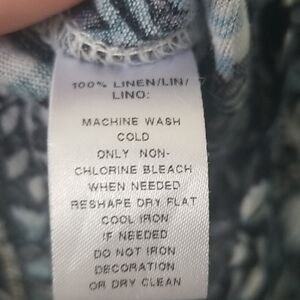 100% LINEN/LIN/
LINO:
MACHINE WASH
COLD
ONLY NON-
CHLORINE BLEACH
WHEN NEEDED
RESHAPE DRY FLAT
COOL IRON
IF NEEDED
DO NOT IRON
DECORATION
OR DRY CLEAN